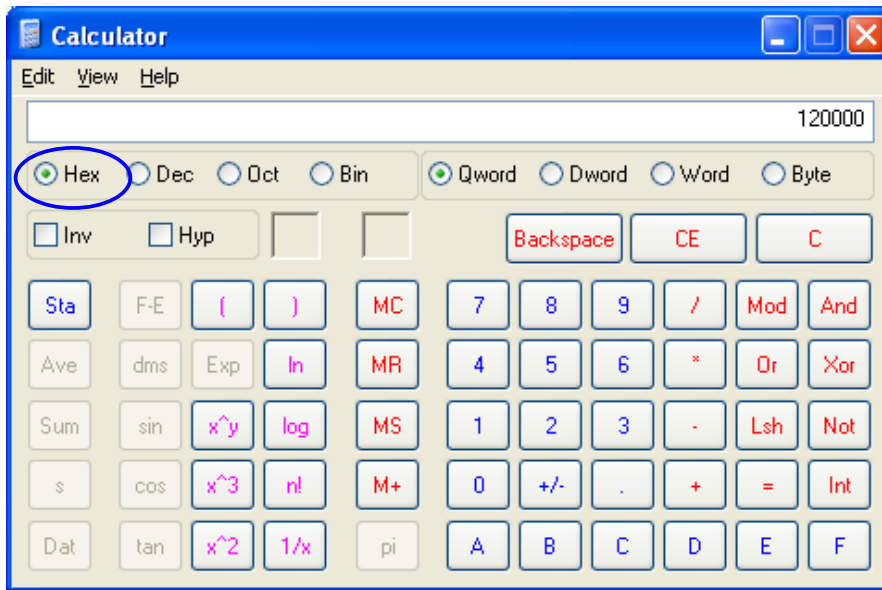 Calculator
Edit View Help
120000
Hex Dec Oct Bin Qword Dword Word Byte
Inv Hyp Backspace CE C
Sta F-E ( ) MC 7 8 9 / Mod And
Ave dms Exp ln MR 4 5 6 * Or Xor
Sum sin x^y log MS 1 2 3 - Lsh Not
s cos x^3 n! M+ 0 +/- . + = Int
Dat tan x^2 1/x pi A B C D E F